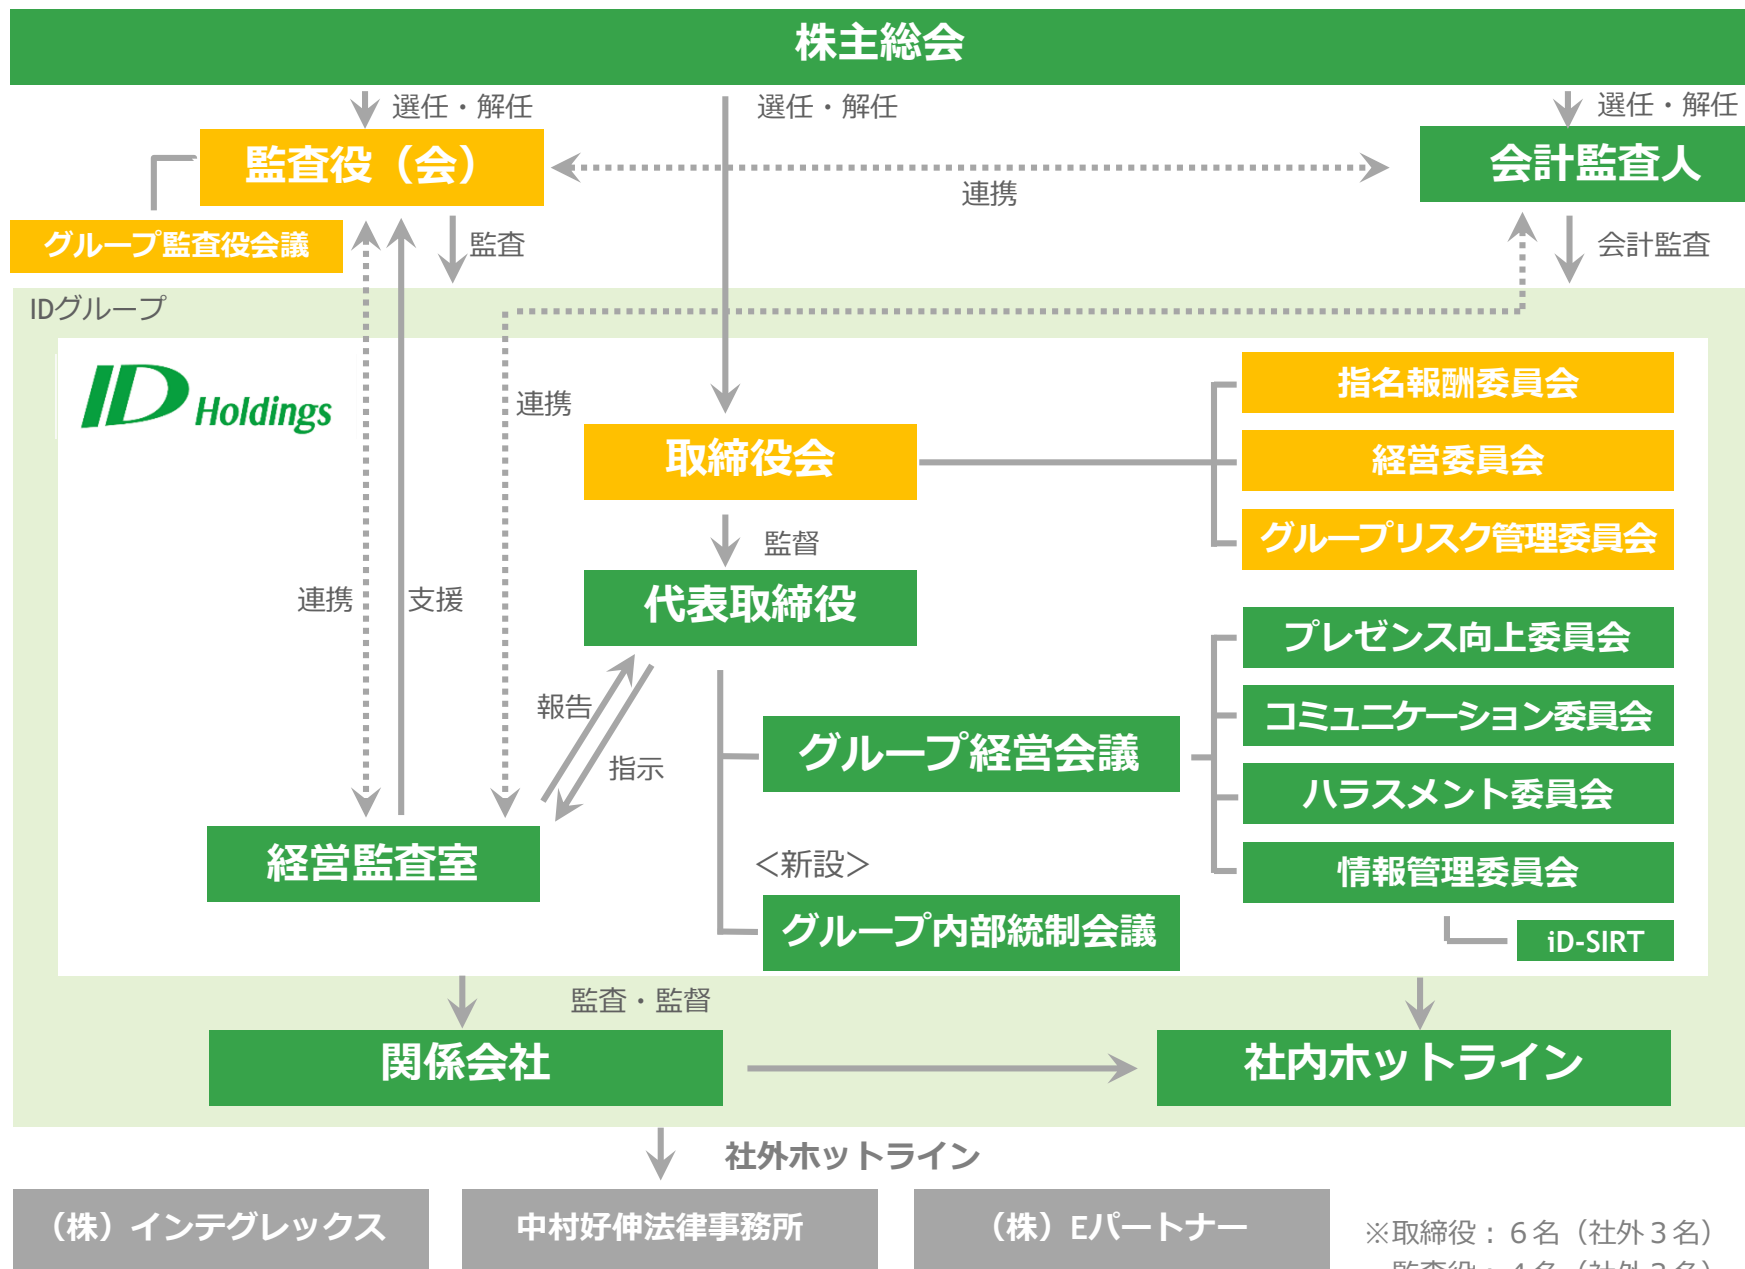 株主総会
選任・解任
選任・解任
選任・解任
監査役（会）
会計監査人
連携
グループ監査役会議
監査
会計監査
IDグループ
ID Holdings
連携
指名報酬委員会
取締役会
経営委員会
グループリスク管理委員会
監督
連携
支援
代表取締役
プレゼンス向上委員会
報告
コミュニケーション委員会
指示
グループ経営会議
ハラスメント委員会
経営監査室
＜新設＞
情報管理委員会
グループ内部統制会議
iD-SIRT
監査・監督
関係会社
社内ホットライン
社外ホットライン
（株）インテグレックス
中村好伸法律事務所
（株）Eパートナー
※取締役：６名（社外３名）